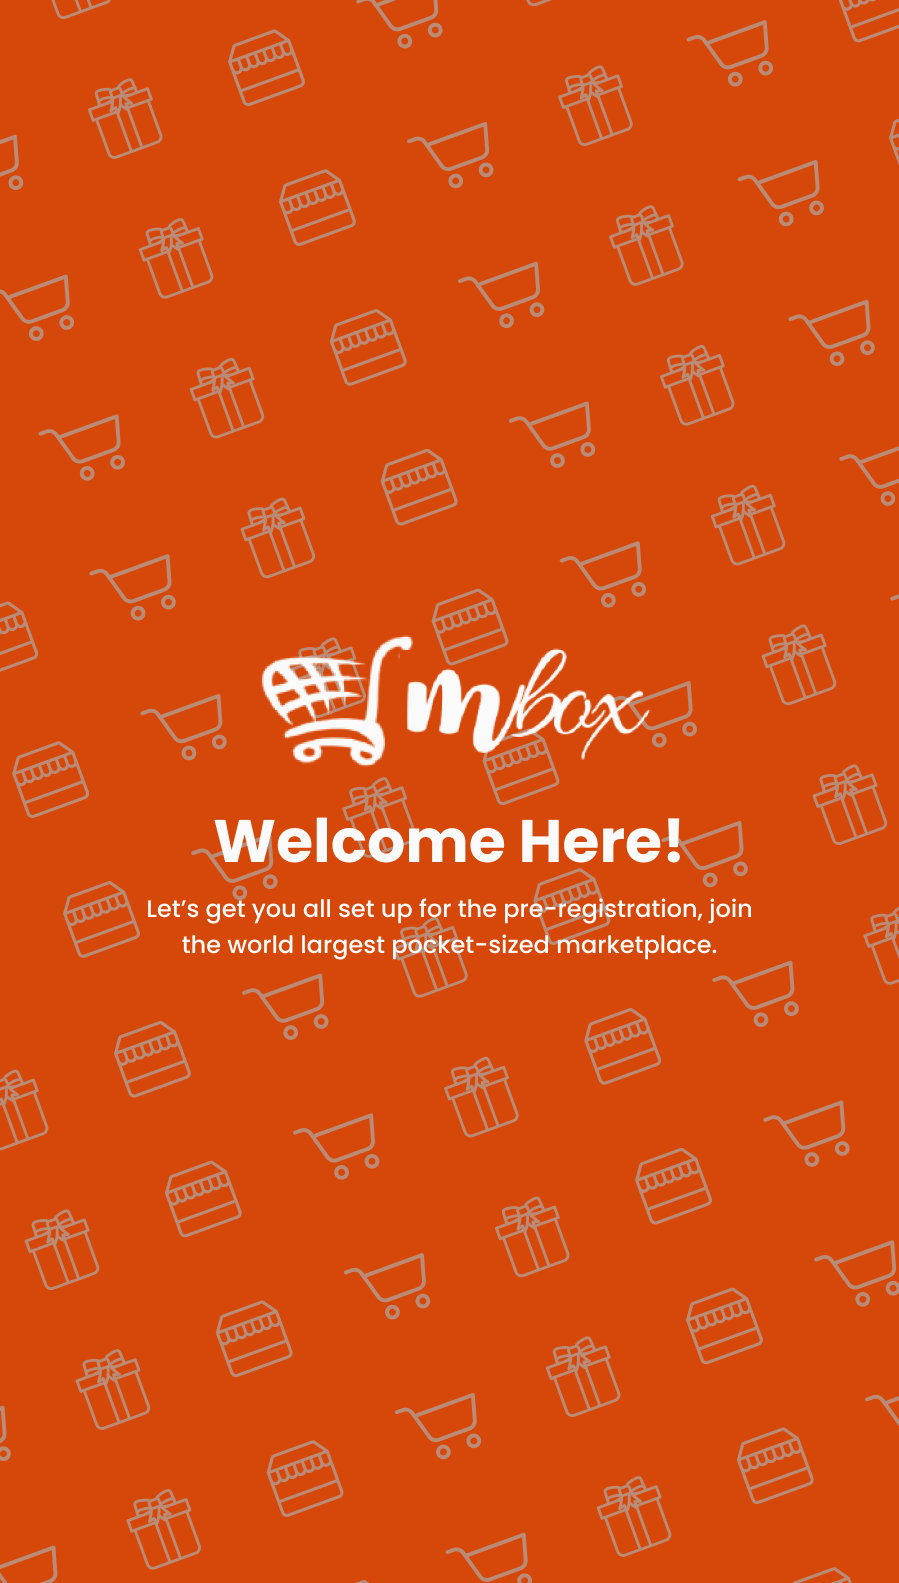 mbox
Welcome Here!
Let’s get you all set up for the pre-registration, join
the world largest pocket-sized marketplace.